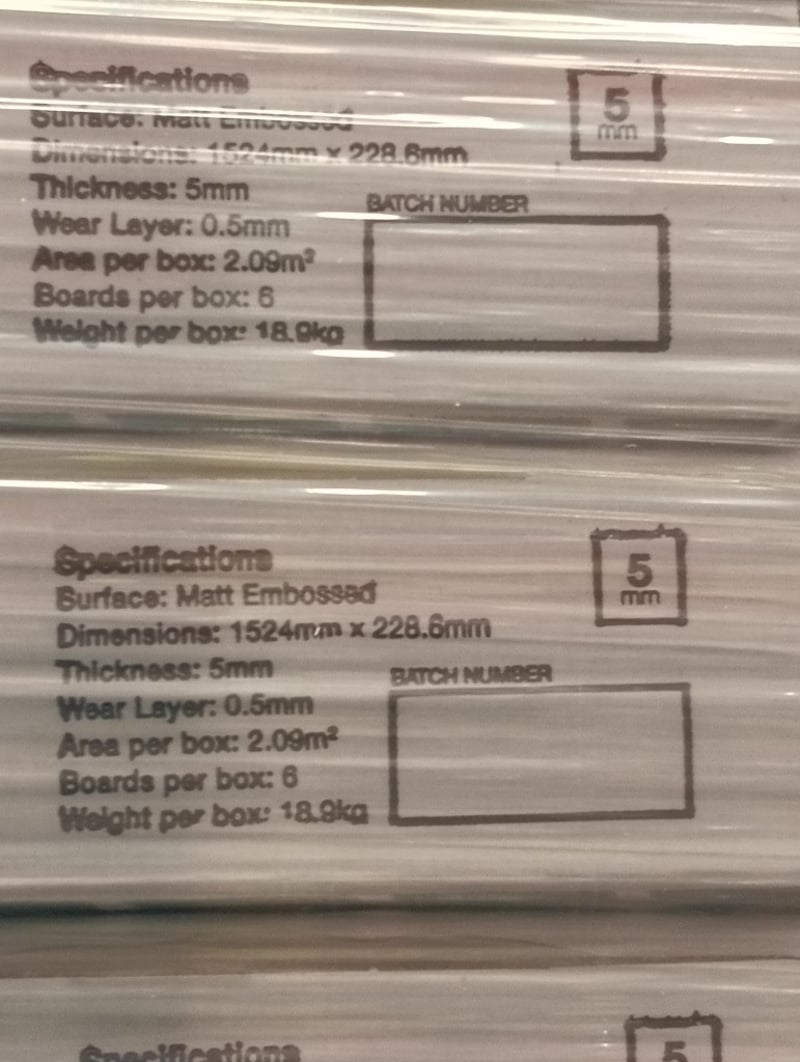 Specifications
Surface: Matt Embossed
Dimensions: 1524mm x 228.6mm
Thickness: 5mm
Wear Layer: 0.5mm
Area per box: 2.09m²
Boards per box: 6
Weight per box: 18.9kg
5
mm
BATCH NUMBER
Specifications
Surface: Matt Embossed
Dimensions: 1524mm x 228.6mm
Thickness: 5mm
Wear Layer: 0.5mm
Area per box: 2.09m²
Boards per box: 6
Weight per box: 18.9kg
5
mm
BATCH NUMBER
Specifications
5